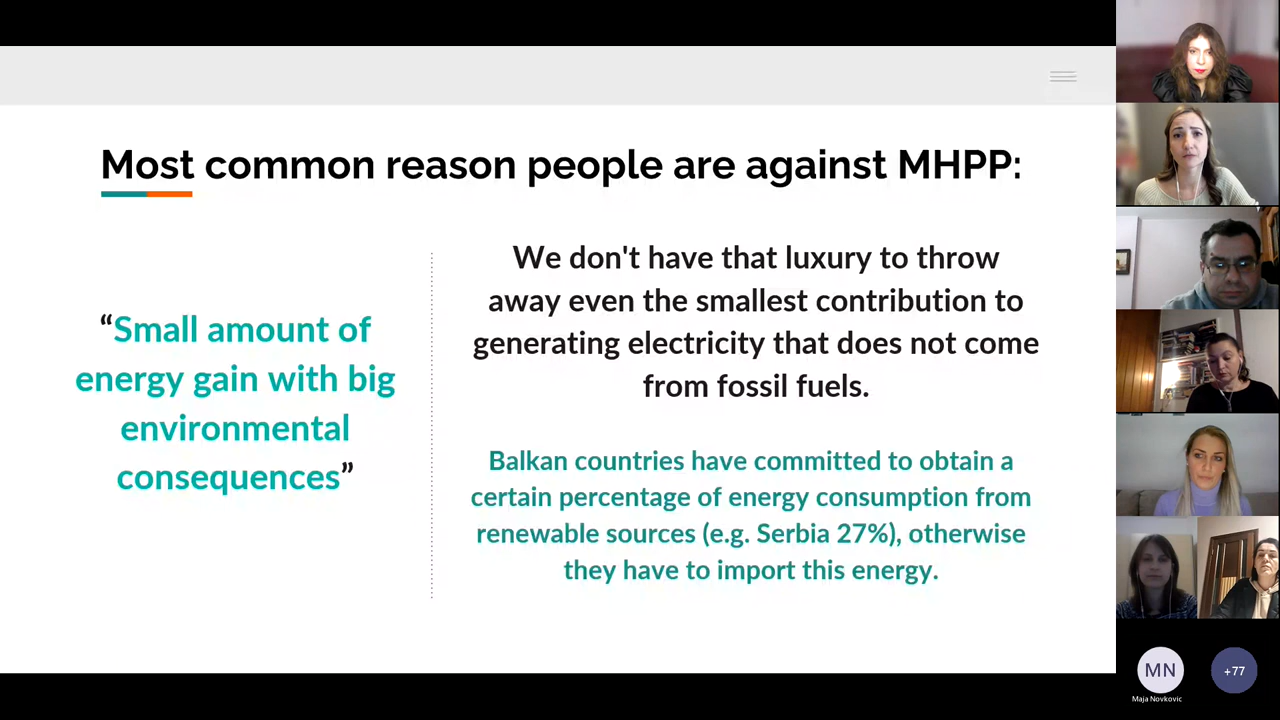 Most common reason people are against MHPP:
“Small amount of
energy gain with big
environmental
consequences”
We don't have that luxury to throw
away even the smallest contribution to
generating electricity that does not come
from fossil fuels.
Balkan countries have committed to obtain a
certain percentage of energy consumption from
renewable sources (e.g. Serbia 27%), otherwise
they have to import this energy.
MN
+77
Maja Novkovic